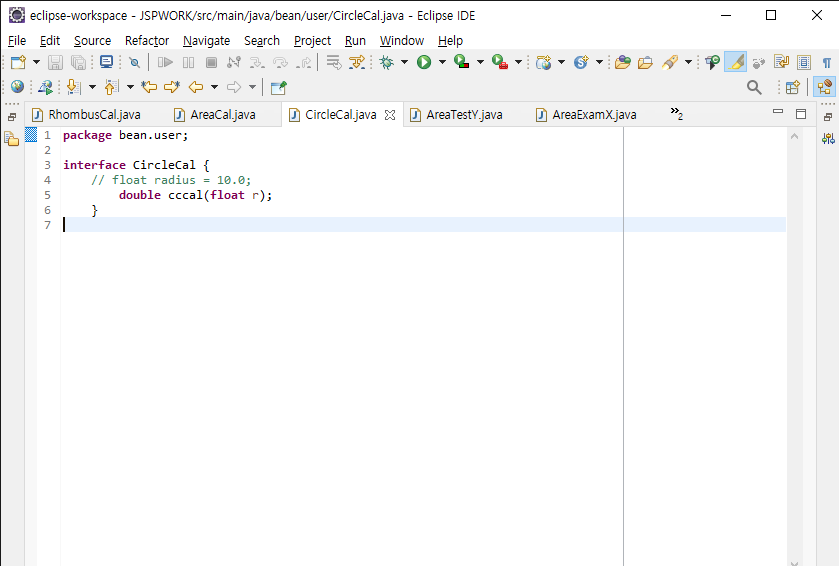 eclipse-workspace - JSPWORK/src/main/java/bean/user/CircleCal.java - Eclipse IDE
File Edit Source Refactor Navigate Search Project Run Window Help
RhombusCal.java AreaCal.java CircleCal.java AreaTestY.java AreaExamX.java »2
1 package bean.user;
2
3 interface CircleCal {
4 // float radius = 10.0;
5 double cccal(float r);
6 }
7